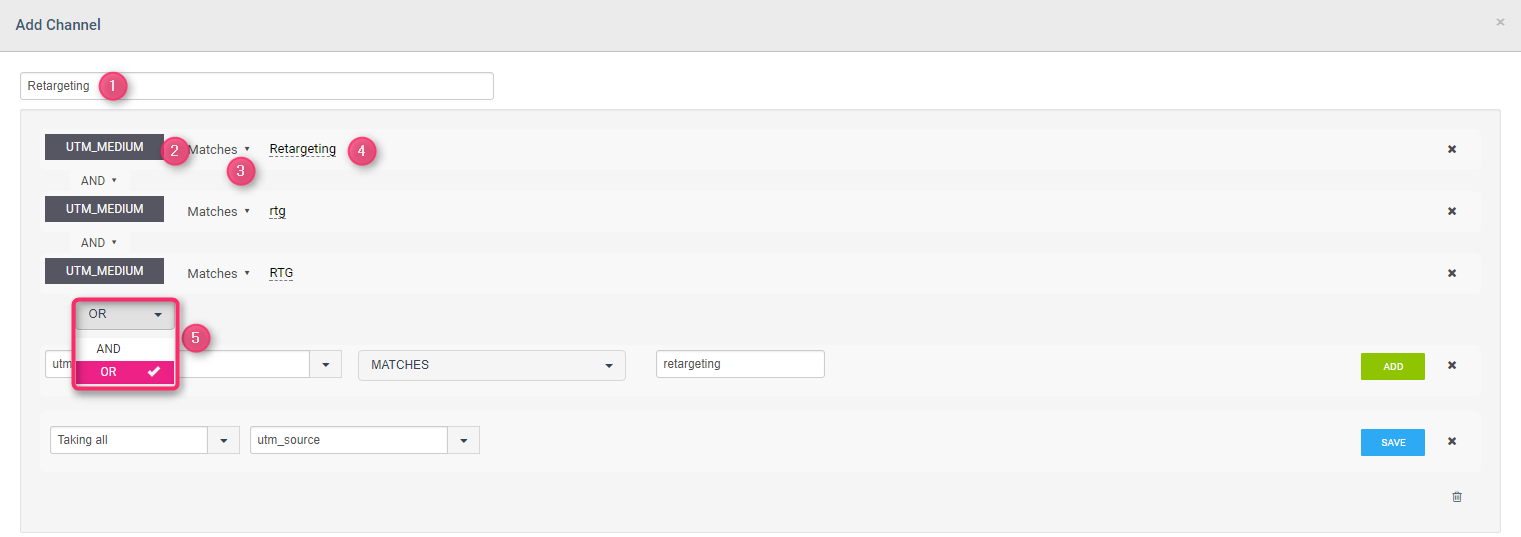 Add Channel ×
Retargeting 1
UTM_MEDIUM 2 Matches Retargeting 4
3
AND
UTM_MEDIUM Matches rtg
AND
UTM_MEDIUM Matches RTG
OR
5
AND
utm MATCHES retargeting ADD
OR
Taking all utm_source SAVE